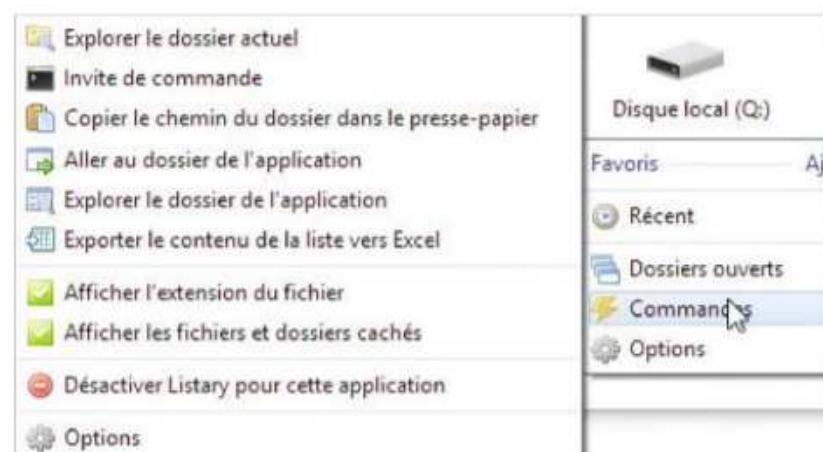 Explorer le dossier actuel
Invite de commande
Copier le chemin du dossier dans le presse-papier
Aller au dossier de l'application
Explorer le dossier de l'application
Exporter le contenu de la liste vers Excel
Afficher l'extension du fichier
Afficher les fichiers et dossiers cachés
Désactiver Listary pour cette application
Options
Disque local (Q:)
Favoris Aj
Récent
Dossiers ouverts
Commandes
Options